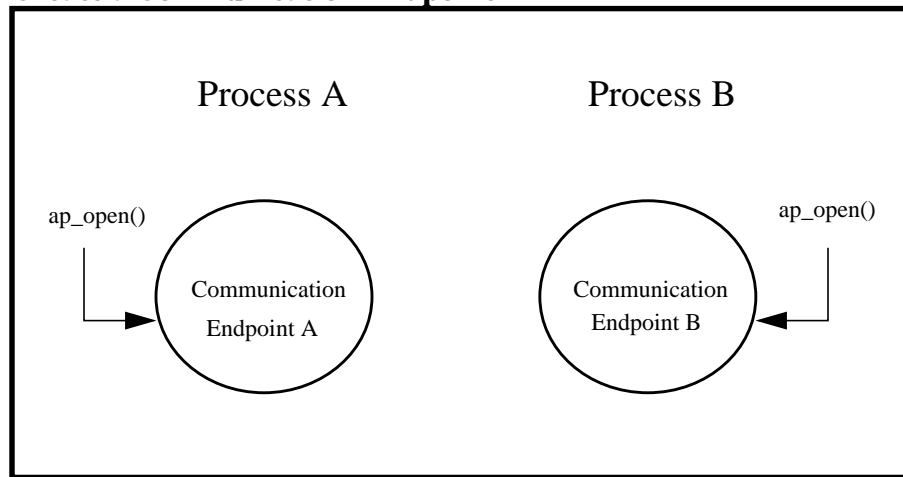 Process A
Process B
ap_open()
ap_open()
Communication
Endpoint A
Communication
Endpoint B